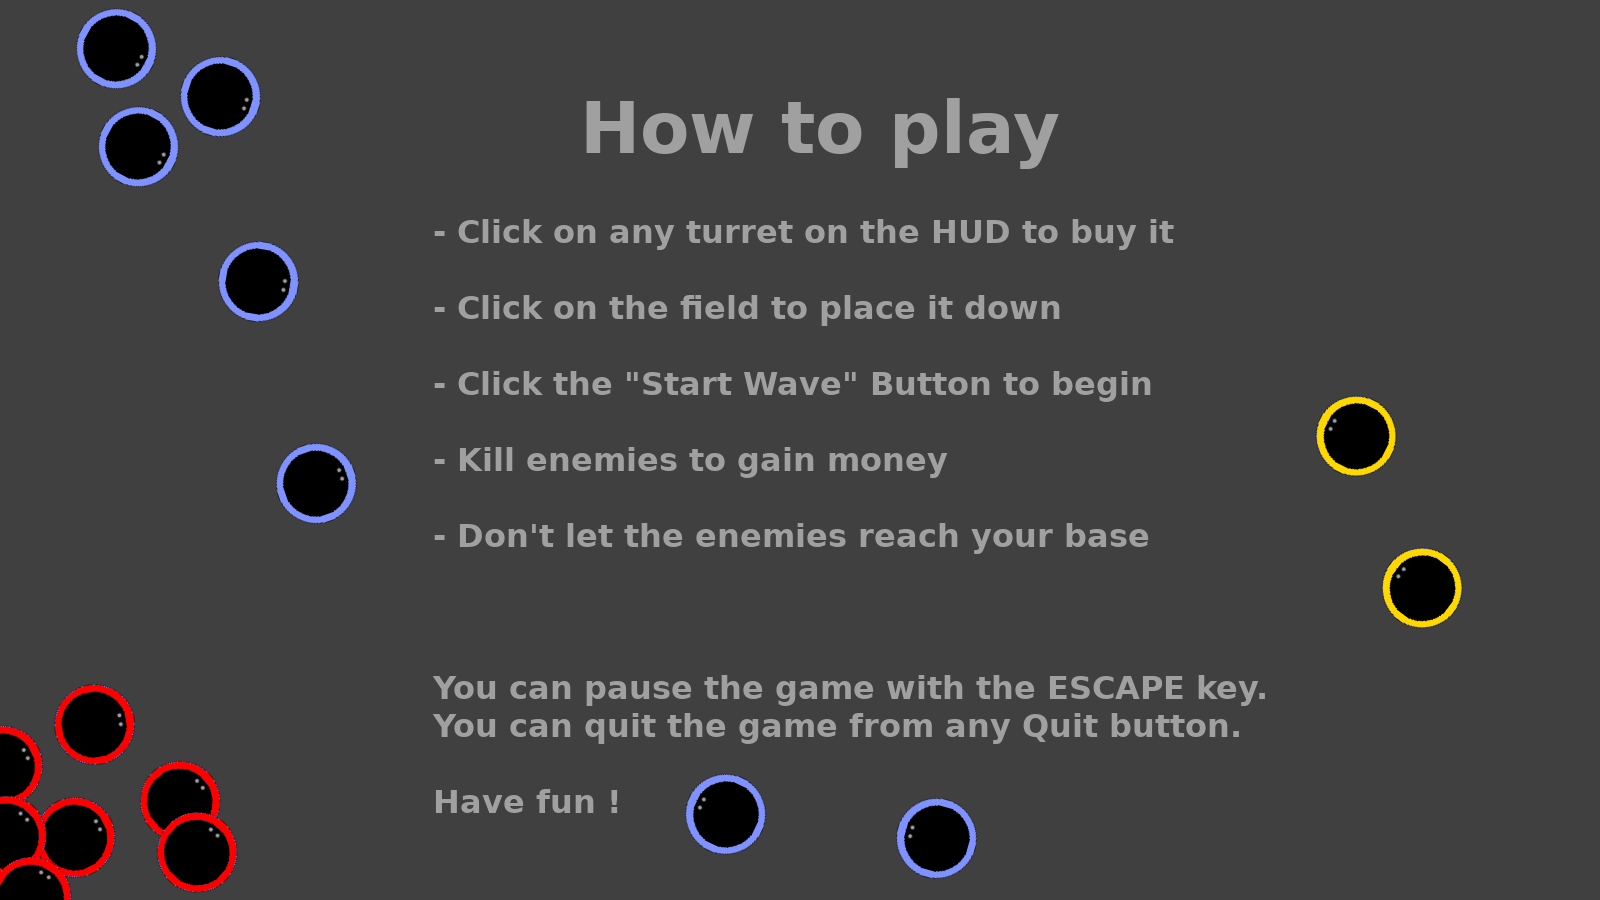 How to play
- Click on any turret on the HUD to buy it
- Click on the field to place it down
- Click the "Start Wave" Button to begin
- Kill enemies to gain money
- Don't let the enemies reach your base
You can pause the game with the ESCAPE key.
You can quit the game from any Quit button.
Have fun !